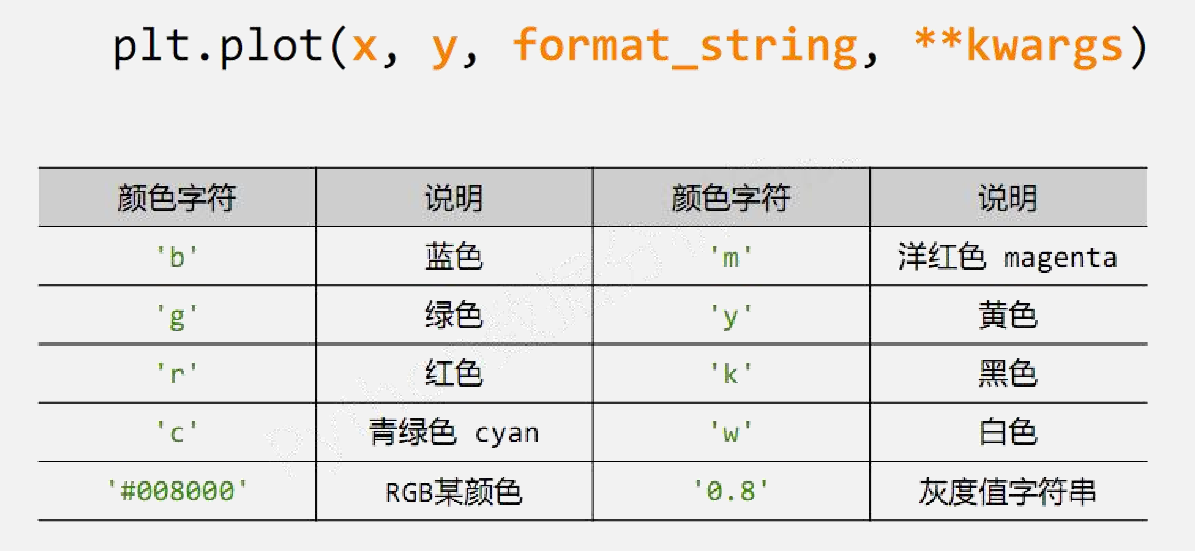 plt.plot(x, y, format_string, **kwargs)
颜色字符 说明 颜色字符 说明
'b' 蓝色 'm' 洋红色 magenta
'g' 绿色 'y' 黄色
'r' 红色 'k' 黑色
'c' 青绿色 cyan 'w' 白色
'#008000' RGB某颜色 '0.8' 灰度值字符串